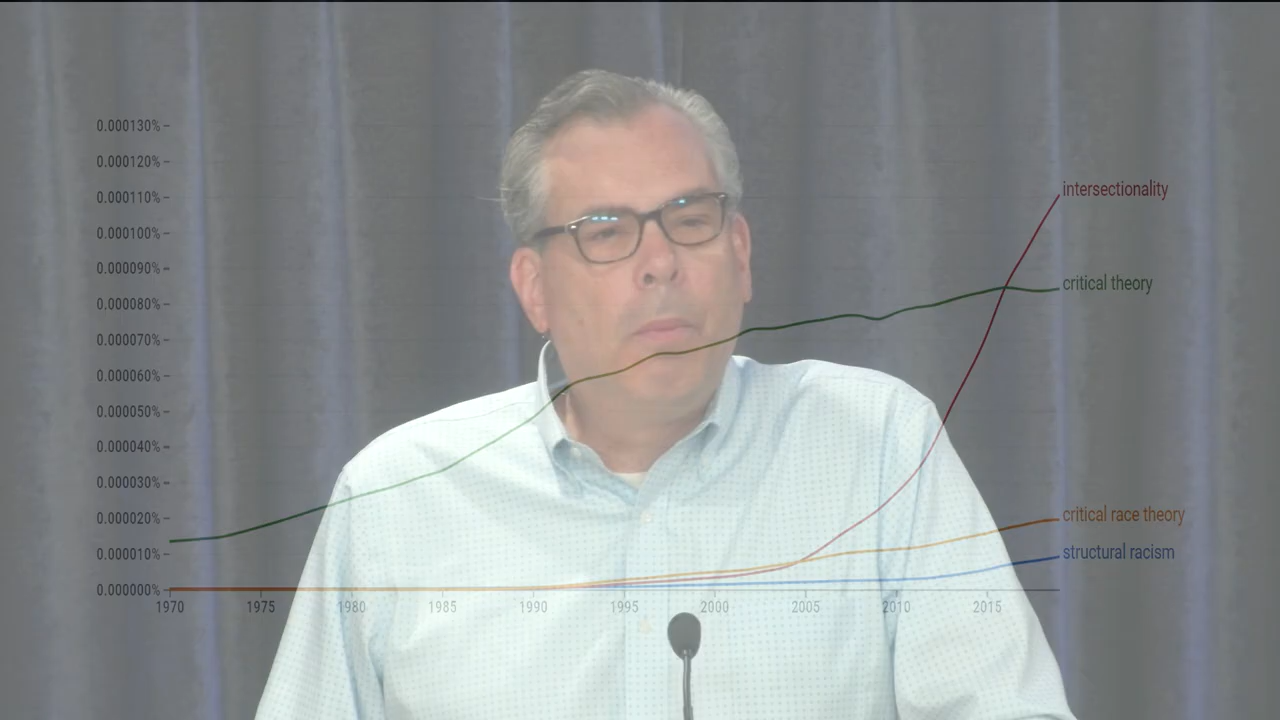 0.000130%
0.000120%
0.000110%
intersectionality
0.000100%
0.000090%
critical theory
0.000080%
0.000070%
0.000060%
0.000050%
0.000040%
0.000030%
0.000020%
critical race theory
0.000010%
structural racism
0.000000%
1970 1975 1980 1985 1990 1995 2000 2005 2010 2015